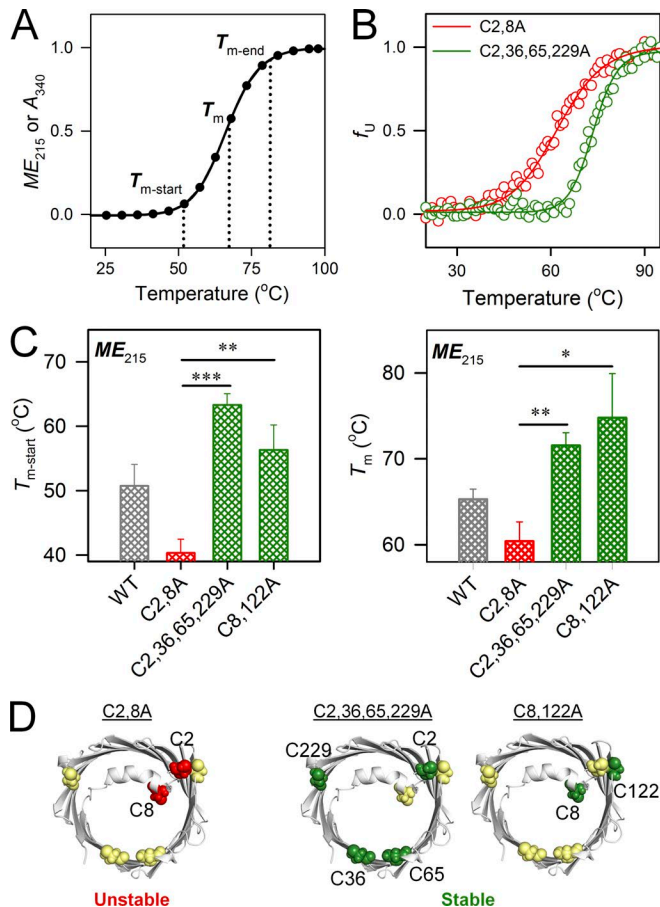 A
ME215 or A340
1.0
0.5
0.0
Tm-start
Tm
Tm-end
25 50 75 100
Temperature (oC)
B
C2,8A
C2,36,65,229A
fU
1.0
0.5
0.0
30 60 90
Temperature (oC)
C
ME215
Tm-start (oC)
70
60
50
40
**
***
WT
C2,8A
C2,36,65,229A
C8,122A
ME215
Tm (oC)
80
70
60
*
**
WT
C2,8A
C2,36,65,229A
C8,122A
D
C2,8A
C2
C8
Unstable
C2,36,65,229A
C229
C2
C36
C65
C8,122A
C8
C122
Stable